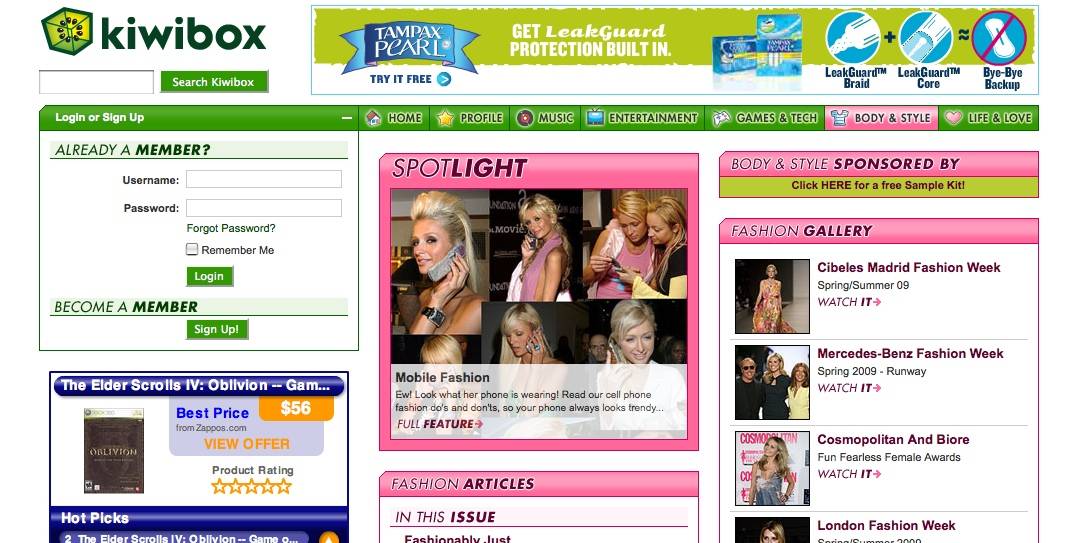 kiwibox
Search Kiwibox
TAMPAX
PEARL
TRY IT FREE
GET LeakGuard
PROTECTION BUILT IN.
LeakGuard™
Braid
+
LeakGuard™
Core
≈
Bye-Bye
Backup
Login or Sign Up
HOME
PROFILE
MUSIC
ENTERTAINMENT
GAMES & TECH
BODY & STYLE
LIFE & LOVE
ALREADY A MEMBER?
Username:
Password:
Forgot Password?
Remember Me
Login
BECOME A MEMBER
Sign Up!
The Elder Scrolls IV: Oblivion -- Gam...
Best Price
$56
from Zappos.com
VIEW OFFER
OBLIVION
Product Rating
Hot Picks
2 The Elder Scrolls IV: Oblivion -- Game o...
SPOTLIGHT
Mobile Fashion
Ew! Look what her phone is wearing! Read our cell phone
fashion do's and don'ts, so your phone always looks trendy...
FULL FEATURE
FASHION ARTICLES
IN THIS ISSUE
Fashionably Just
BODY & STYLE SPONSORED BY
Click HERE for a free Sample Kit!
FASHION GALLERY
Cibeles Madrid Fashion Week
Spring/Summer 09
WATCH IT
Mercedes-Benz Fashion Week
Spring 2009 - Runway
WATCH IT
COSMOPOLITAN
Cosmopolitan And Biore
Fun Fearless Female Awards
WATCH IT
London Fashion Week
Spring/Summer 2009